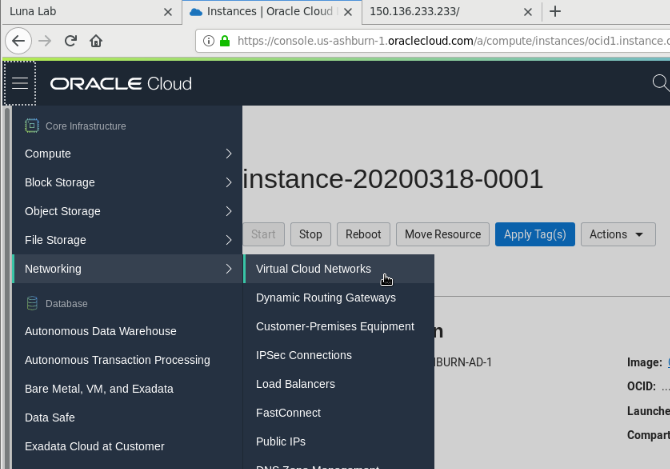 Luna Lab
Instances | Oracle Cloud
150.136.233.233/
https://console.us-ashburn-1.oraclecloud.com/a/compute/instances/ocid1.instance.
ORACLE Cloud
Core Infrastructure
Compute
Block Storage
Object Storage
File Storage
Networking
Database
Autonomous Data Warehouse
Autonomous Transaction Processing
Bare Metal, VM, and Exadata
Data Safe
Exadata Cloud at Customer
Virtual Cloud Networks
Dynamic Routing Gateways
Customer-Premises Equipment
IPSec Connections
Load Balancers
FastConnect
Public IPs
DNS Zone Management
instance-20200318-0001
Start Stop Reboot Move Resource Apply Tag(s) Actions
n
HBURN-AD-1
Image:
OCID: ...
Launche
Compart